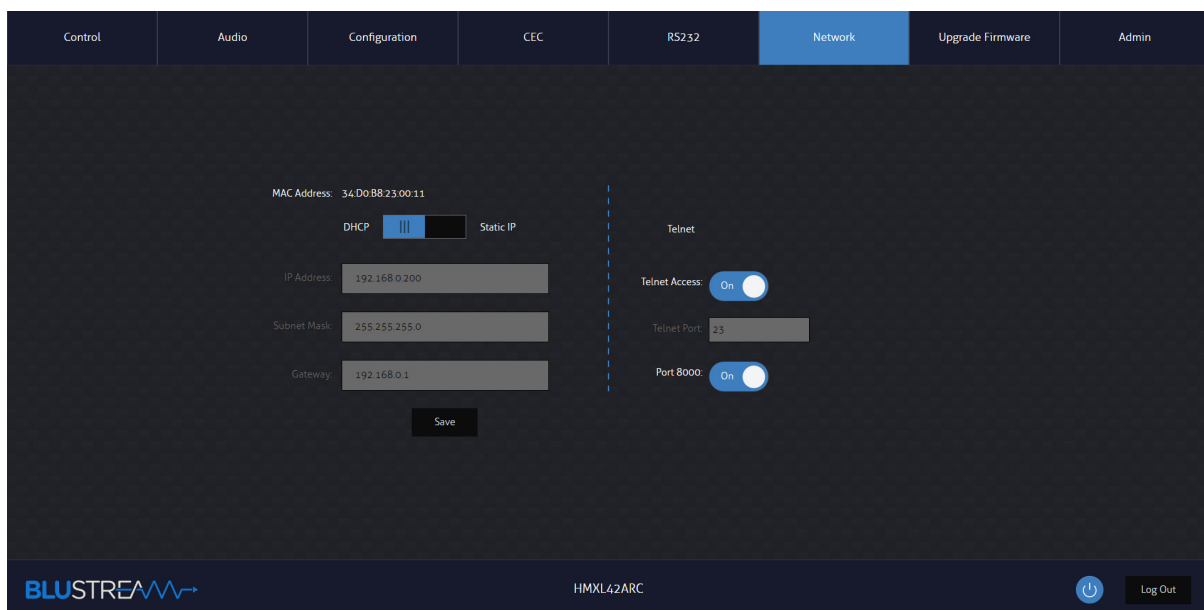 Control Audio Configuration CEC RS232 Network Upgrade Firmware Admin
MAC Address: 34:D0:B8:23:00:11
DHCP Static IP
IP Address: 192.168.0.200
Subnet Mask: 255.255.255.0
Gateway: 192.168.0.1
Save
Telnet
Telnet Access: On
Telnet Port: 23
Port 8000: On
BLUSTREAM
HMXL42ARC
Log Out